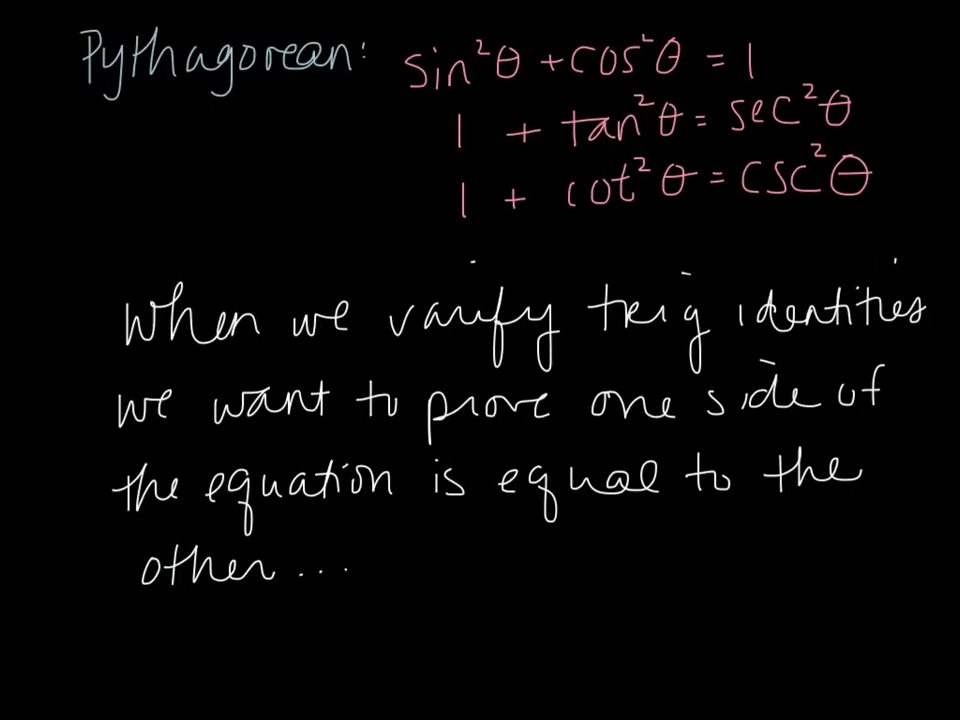 Pythagorean: sin²θ + cos²θ = 1
1 + tan²θ = sec²θ
1 + cot²θ = csc²θ
When we varify trig identities
we want to prove one side of
the equation is equal to the
other...